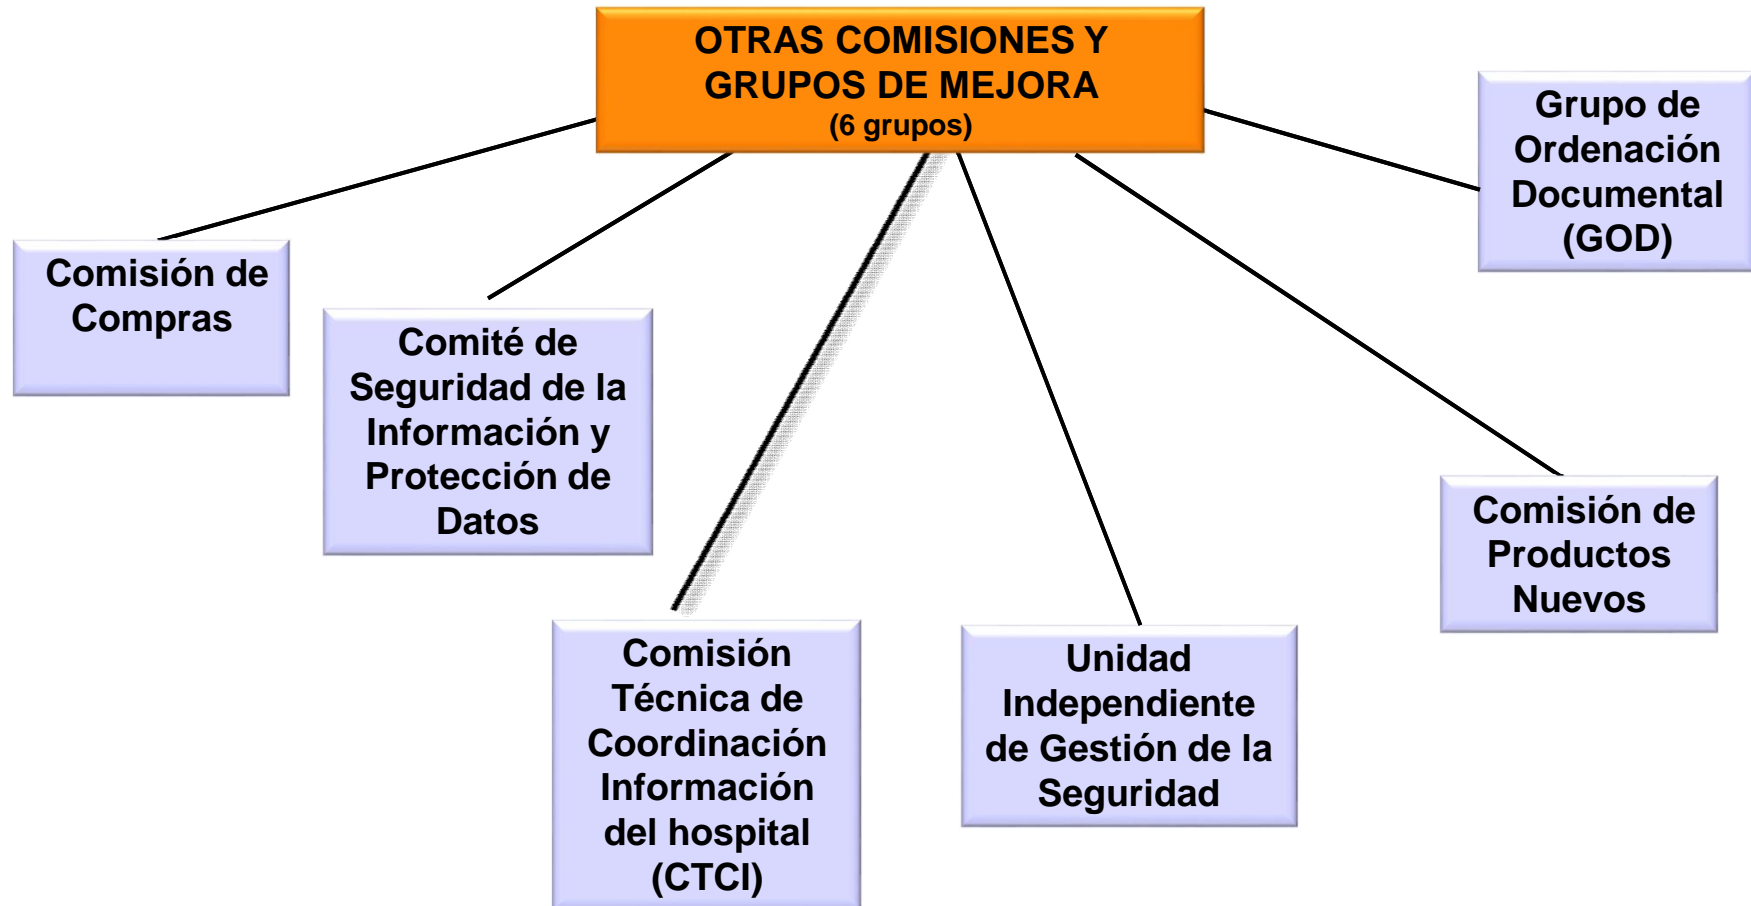 OTRAS COMISIONES Y
GRUPOS DE MEJORA
(6 grupos)
Grupo de
Ordenación
Documental
(GOD)
Comisión de
Compras
Comité de
Seguridad de la
Información y
Protección de
Datos
Comisión de
Productos
Nuevos
Comisión
Técnica de
Coordinación
Información
del hospital
(CTCI)
Unidad
Independiente
de Gestión de la
Seguridad